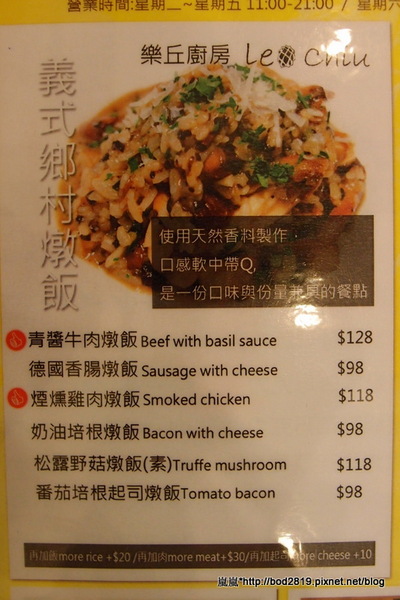 營業時間:星期二~星期五 11:00-21:00 / 星期六
樂丘廚房 Leo Chiu
義式鄉村燉飯
使用天然香料製作，
口感軟中帶Q,
是一份口味與份量兼具的餐點
青醬牛肉燉飯 Beef with basil sauce $128
德國香腸燉飯 Sausage with cheese $98
煙燻雞肉燉飯 Smoked chicken $118
奶油培根燉飯 Bacon with cheese $98
松露野菇燉飯(素)Truffe mushroom $118
番茄培根起司燉飯Tomato bacon $98
再加飯more rice +$20 /再加肉more meat+$30/再加起司more cheese +10
嵐嵐*http://bod2819.pixnet.net/blog